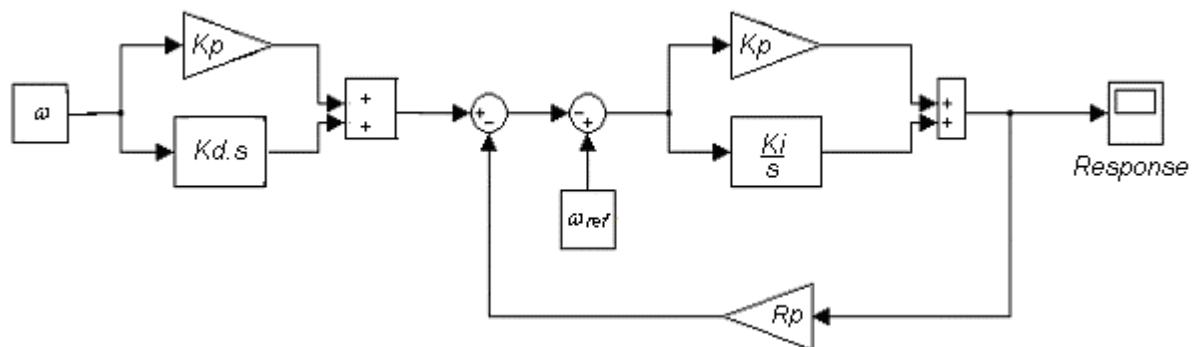 ω
Kp
Kd.s
+
+
+
−
−
+
ωref
Kp
Ki
s
+
+
Response
Rp